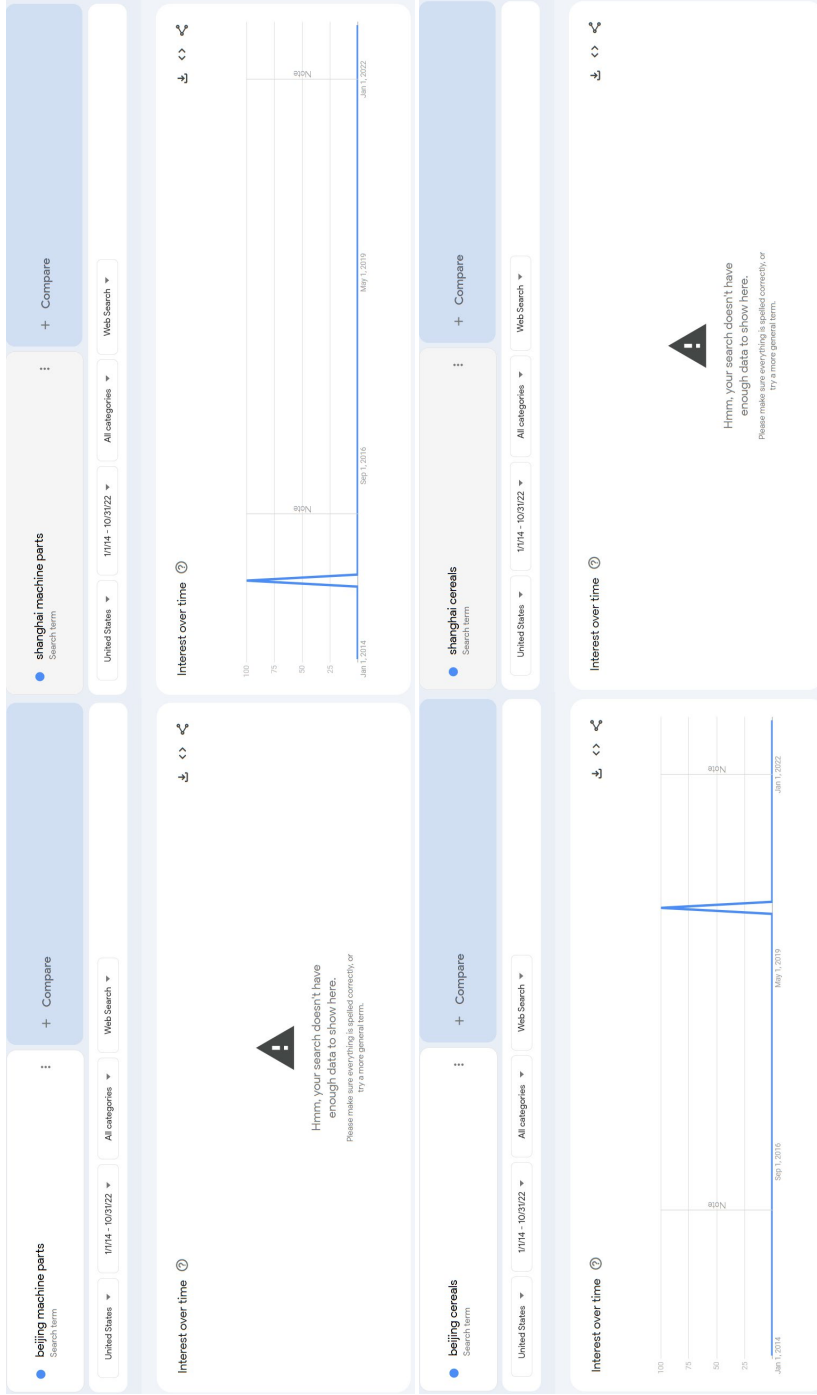 beijing machine parts
Search term
+ Compare
United States
1/1/14 - 10/31/22
All categories
Web Search
Interest over time
Hmm, your search doesn't have
enough data to show here.
Please make sure everything is spelled correctly, or
try a more general term.
shanghai machine parts
Search term
+ Compare
United States
1/1/14 - 10/31/22
All categories
Web Search
Interest over time
100
75
50
25
Note
Note
Jan 1, 2014
Sep 1, 2016
May 1, 2019
Jan 1, 2022
beijing cereals
Search term
+ Compare
United States
1/1/14 - 10/31/22
All categories
Web Search
Interest over time
100
75
50
25
Note
Note
Jan 1, 2014
Sep 1, 2016
May 1, 2019
Jan 1, 2022
shanghai cereals
Search term
+ Compare
United States
1/1/14 - 10/31/22
All categories
Web Search
Interest over time
Hmm, your search doesn't have
enough data to show here.
Please make sure everything is spelled correctly, or
try a more general term.